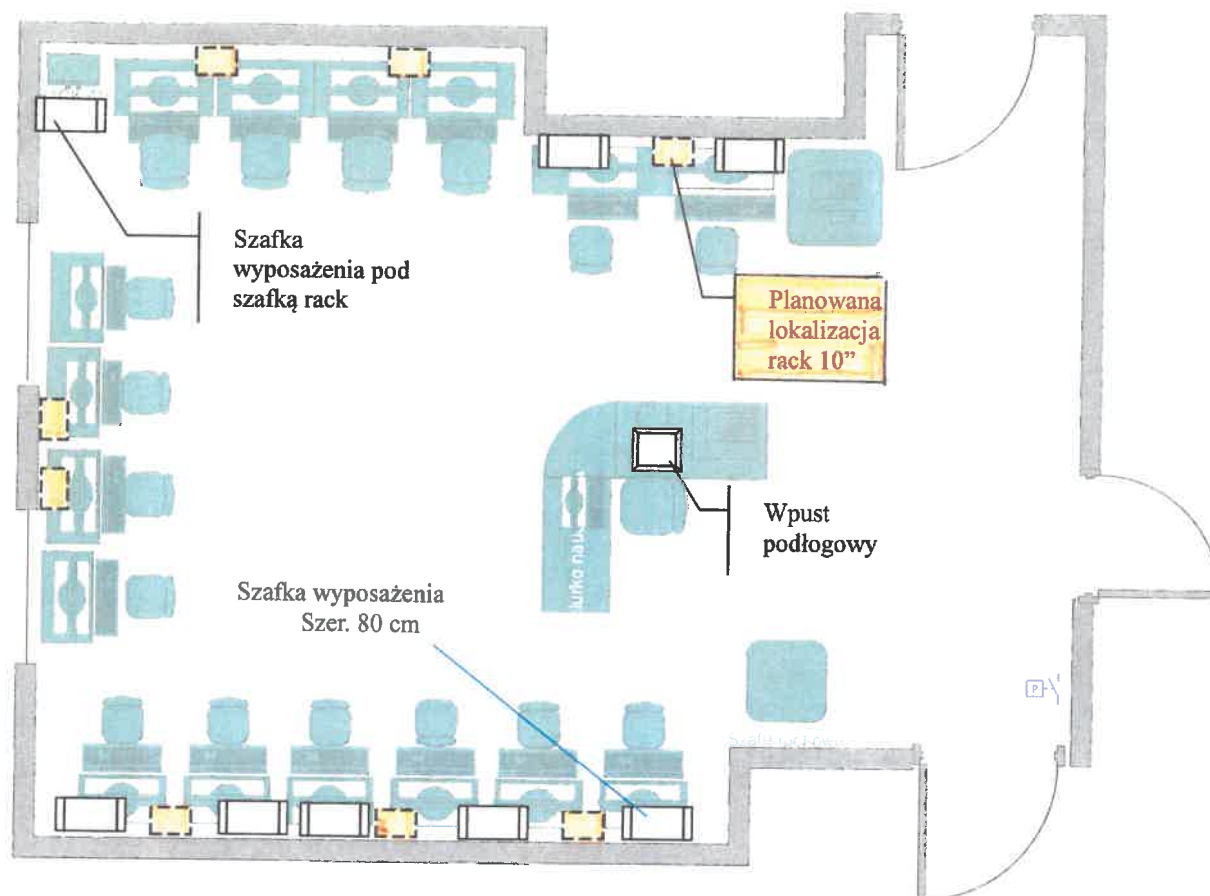 Szafka
wyposażenia pod
szafką rack
Planowana
lokalizacja
rack 10”
Wpust
podłogowy
Szafka wyposażenia
Szer. 80 cm
P